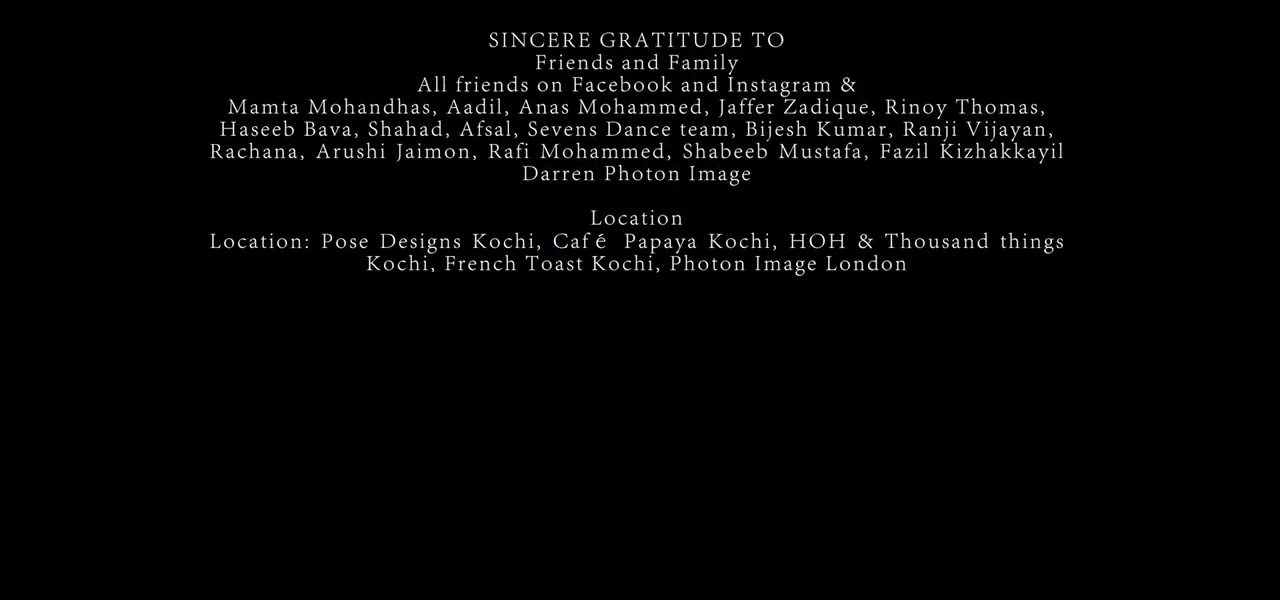 SINCERE GRATITUDE TO
Friends and Family
All friends on Facebook and Instagram &
Mamta Mohandhas, Aadil, Anas Mohammed, Jaffer Zadique, Rinoy Thomas,
Haseeb Bava, Shahad, Afsal, Sevens Dance team, Bijesh Kumar, Ranji Vijayan,
Rachana, Arushi Jaimon, Rafi Mohammed, Shabeeb Mustafa, Fazil Kizhakkayil
Darren Photon Image
Location
Location: Pose Designs Kochi, Café Papaya Kochi, HOH & Thousand things
Kochi, French Toast Kochi, Photon Image London